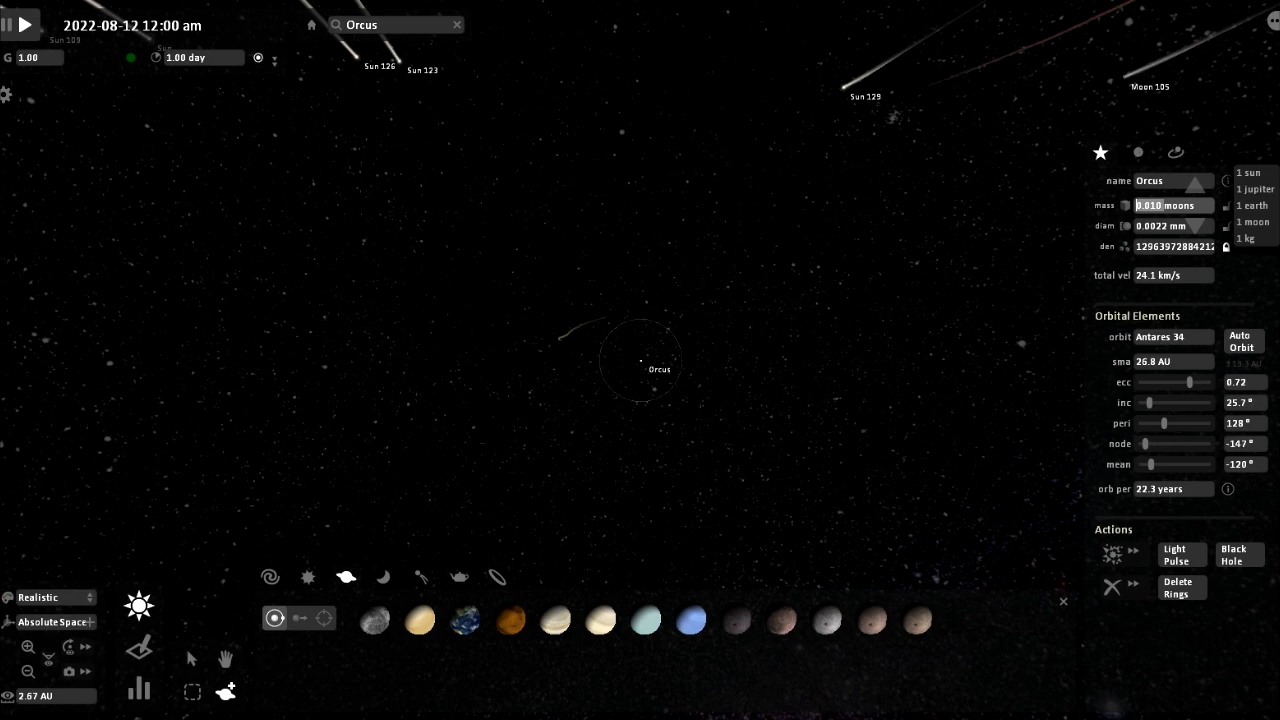 2022-08-12 12:00 am
Orcus
Sun 109
Sun
G 1.00
1.00 day
Sun 126
Sun 123
Sun 129
Moon 105
name Orcus
1 sun
1 jupiter
mass 0.010 moons
1 earth
diam 0.0022 mm
1 moon
den 12963972884212
1 kg
total vel 24.1 km/s
Orbital Elements
orbit Antares 34
Auto Orbit
sma 26.8 AU
ecc 0.72
inc 25.7 °
peri 128 °
node -147 °
mean -120 °
orb per 22.3 years
Orcus
Actions
Light Pulse
Black Hole
Delete Rings
Realistic
Absolute Space
2.67 AU